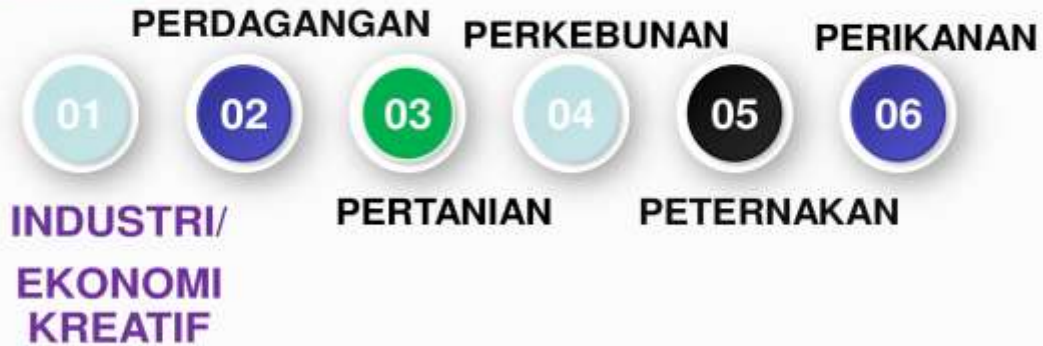 PERDAGANGAN
PERKEBUNAN
PERIKANAN
01
02
03
04
05
06
INDUSTRI/
EKONOMI
KREATIF
PERTANIAN
PETERNAKAN